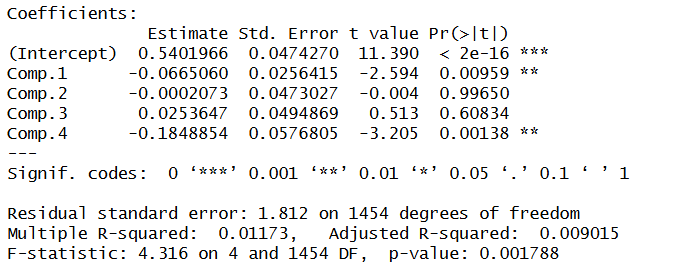 Coefficients:
Estimate Std. Error t value Pr(>|t|)
(Intercept) 0.5401966 0.0474270 11.390 < 2e-16 ***
Comp.1 -0.0665060 0.0256415 -2.594 0.00959 **
Comp.2 -0.0002073 0.0473027 -0.004 0.99650
Comp.3 0.0253647 0.0494869 0.513 0.60834
Comp.4 -0.1848854 0.0576805 -3.205 0.00138 **
---
Signif. codes: 0 ‘***’ 0.001 ‘**’ 0.01 ‘*’ 0.05 ‘.’ 0.1 ‘ ’ 1
Residual standard error: 1.812 on 1454 degrees of freedom
Multiple R-squared: 0.01173, Adjusted R-squared: 0.009015
F-statistic: 4.316 on 4 and 1454 DF, p-value: 0.001788